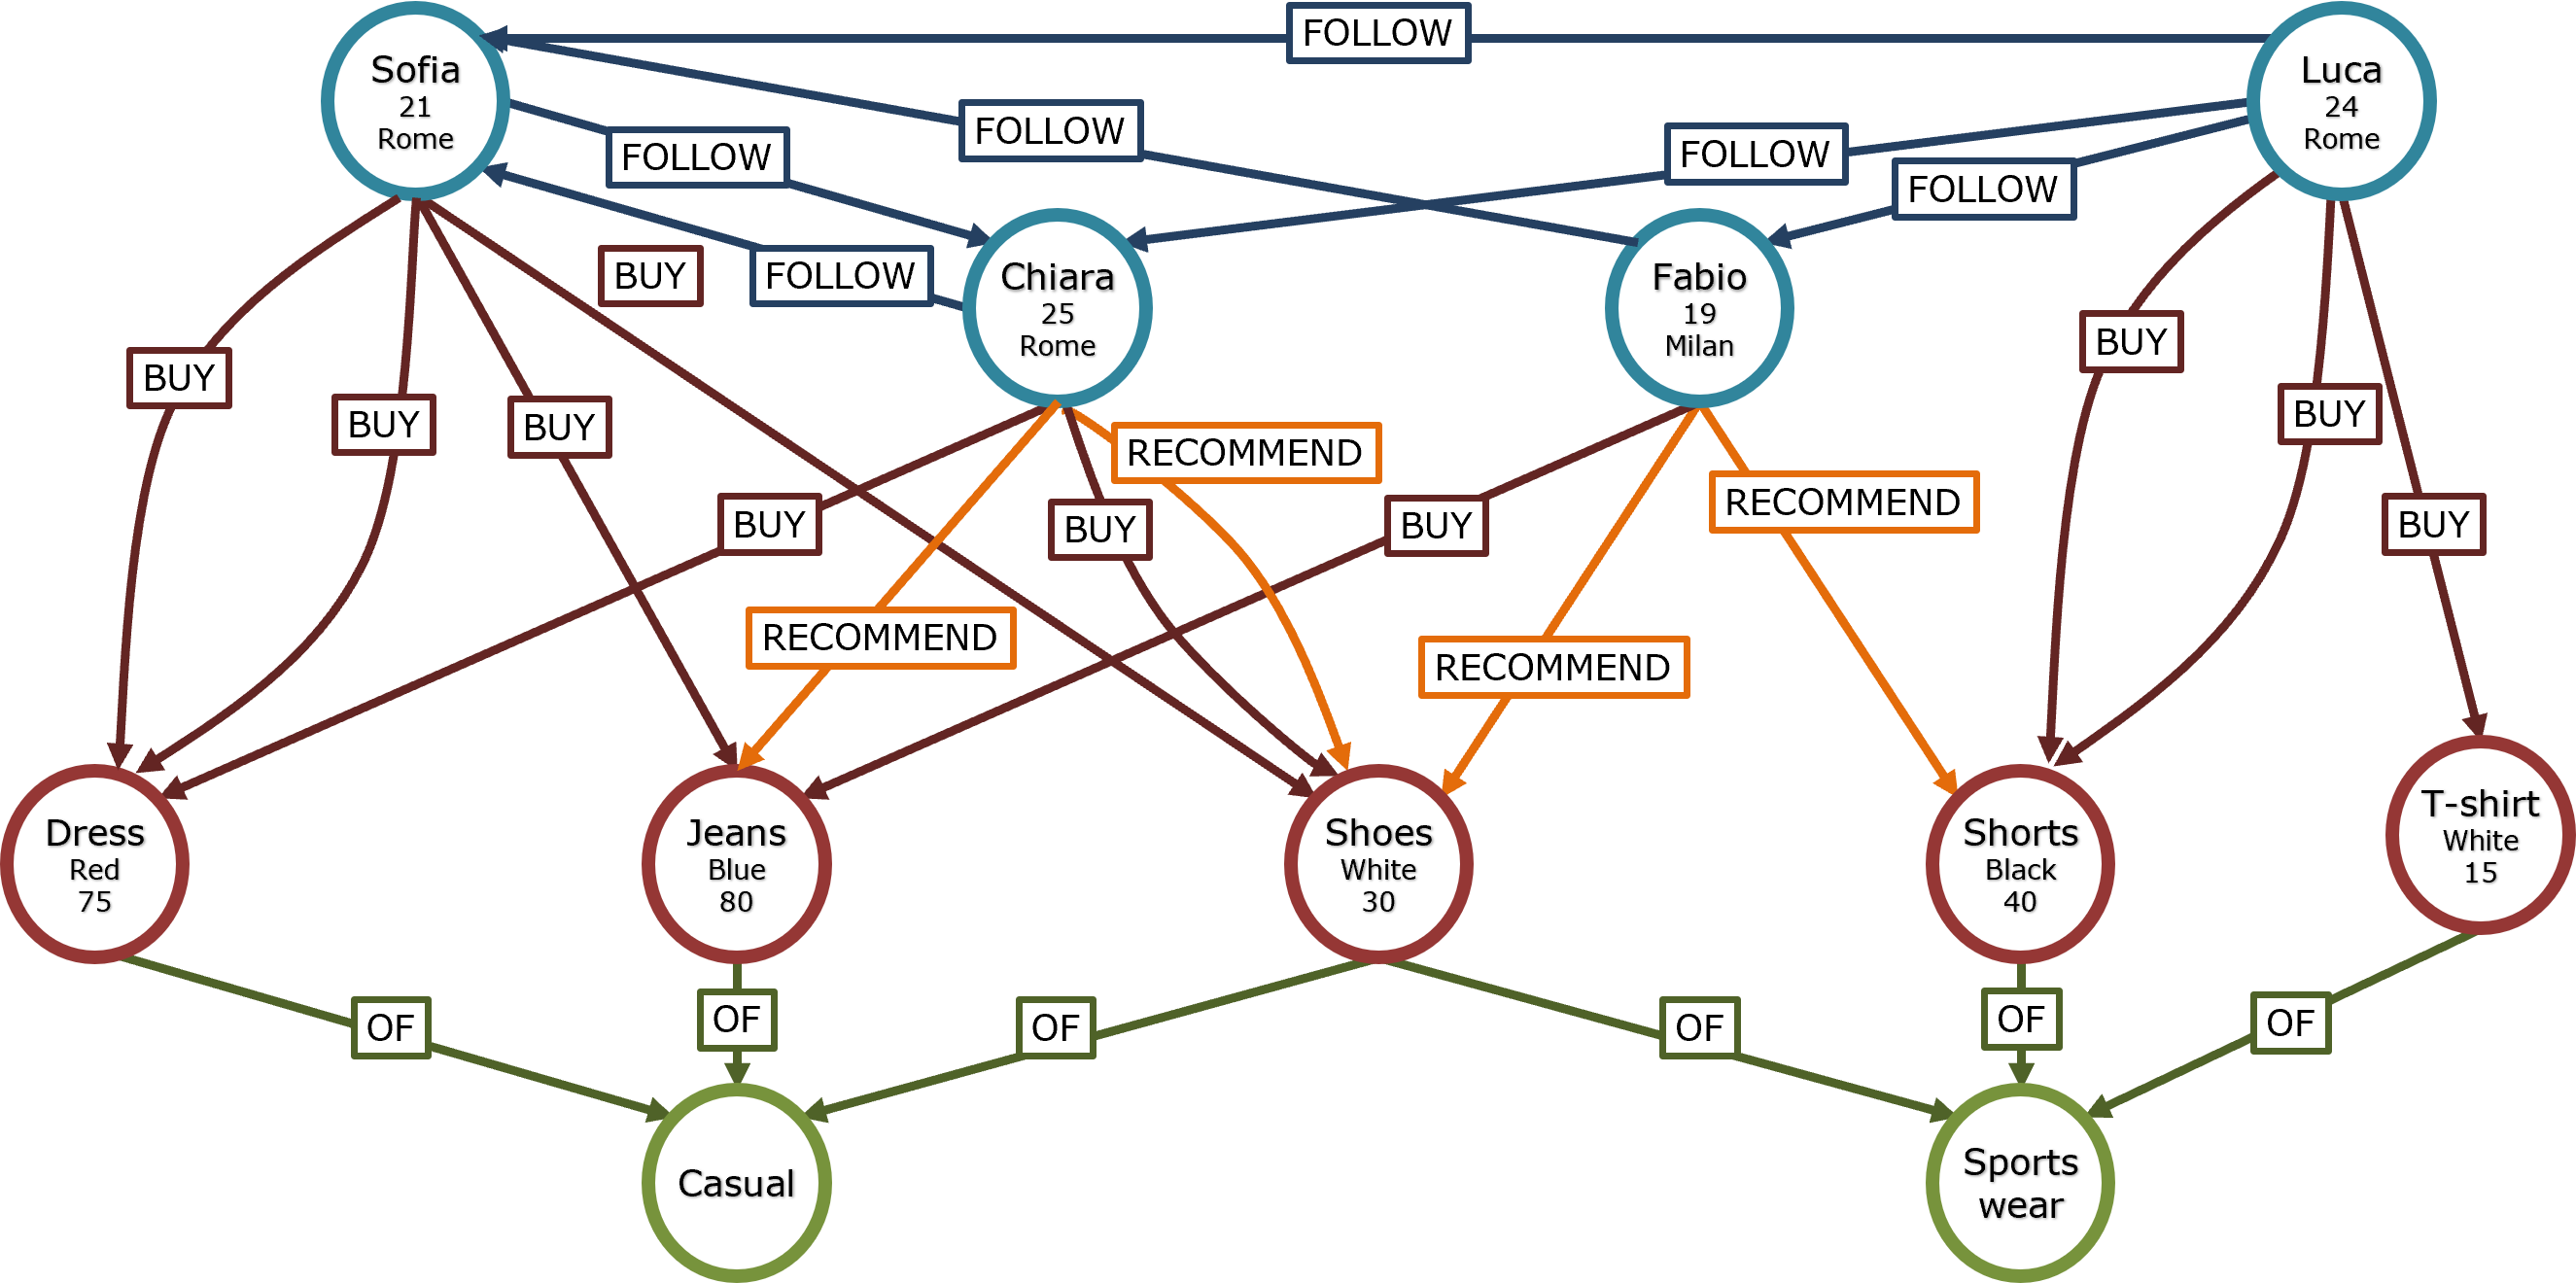 FOLLOW
Sofia
21
Rome
Luca
24
Rome
FOLLOW
FOLLOW
FOLLOW
FOLLOW
BUY
FOLLOW
Chiara
25
Rome
Fabio
19
Milan
BUY
BUY
BUY
BUY
BUY
RECOMMEND
RECOMMEND
BUY
BUY
BUY
BUY
RECOMMEND
RECOMMEND
Dress
Red
75
Jeans
Blue
80
Shoes
White
30
Shorts
Black
40
T-shirt
White
15
OF
OF
OF
OF
OF
OF
Casual
Sports
wear